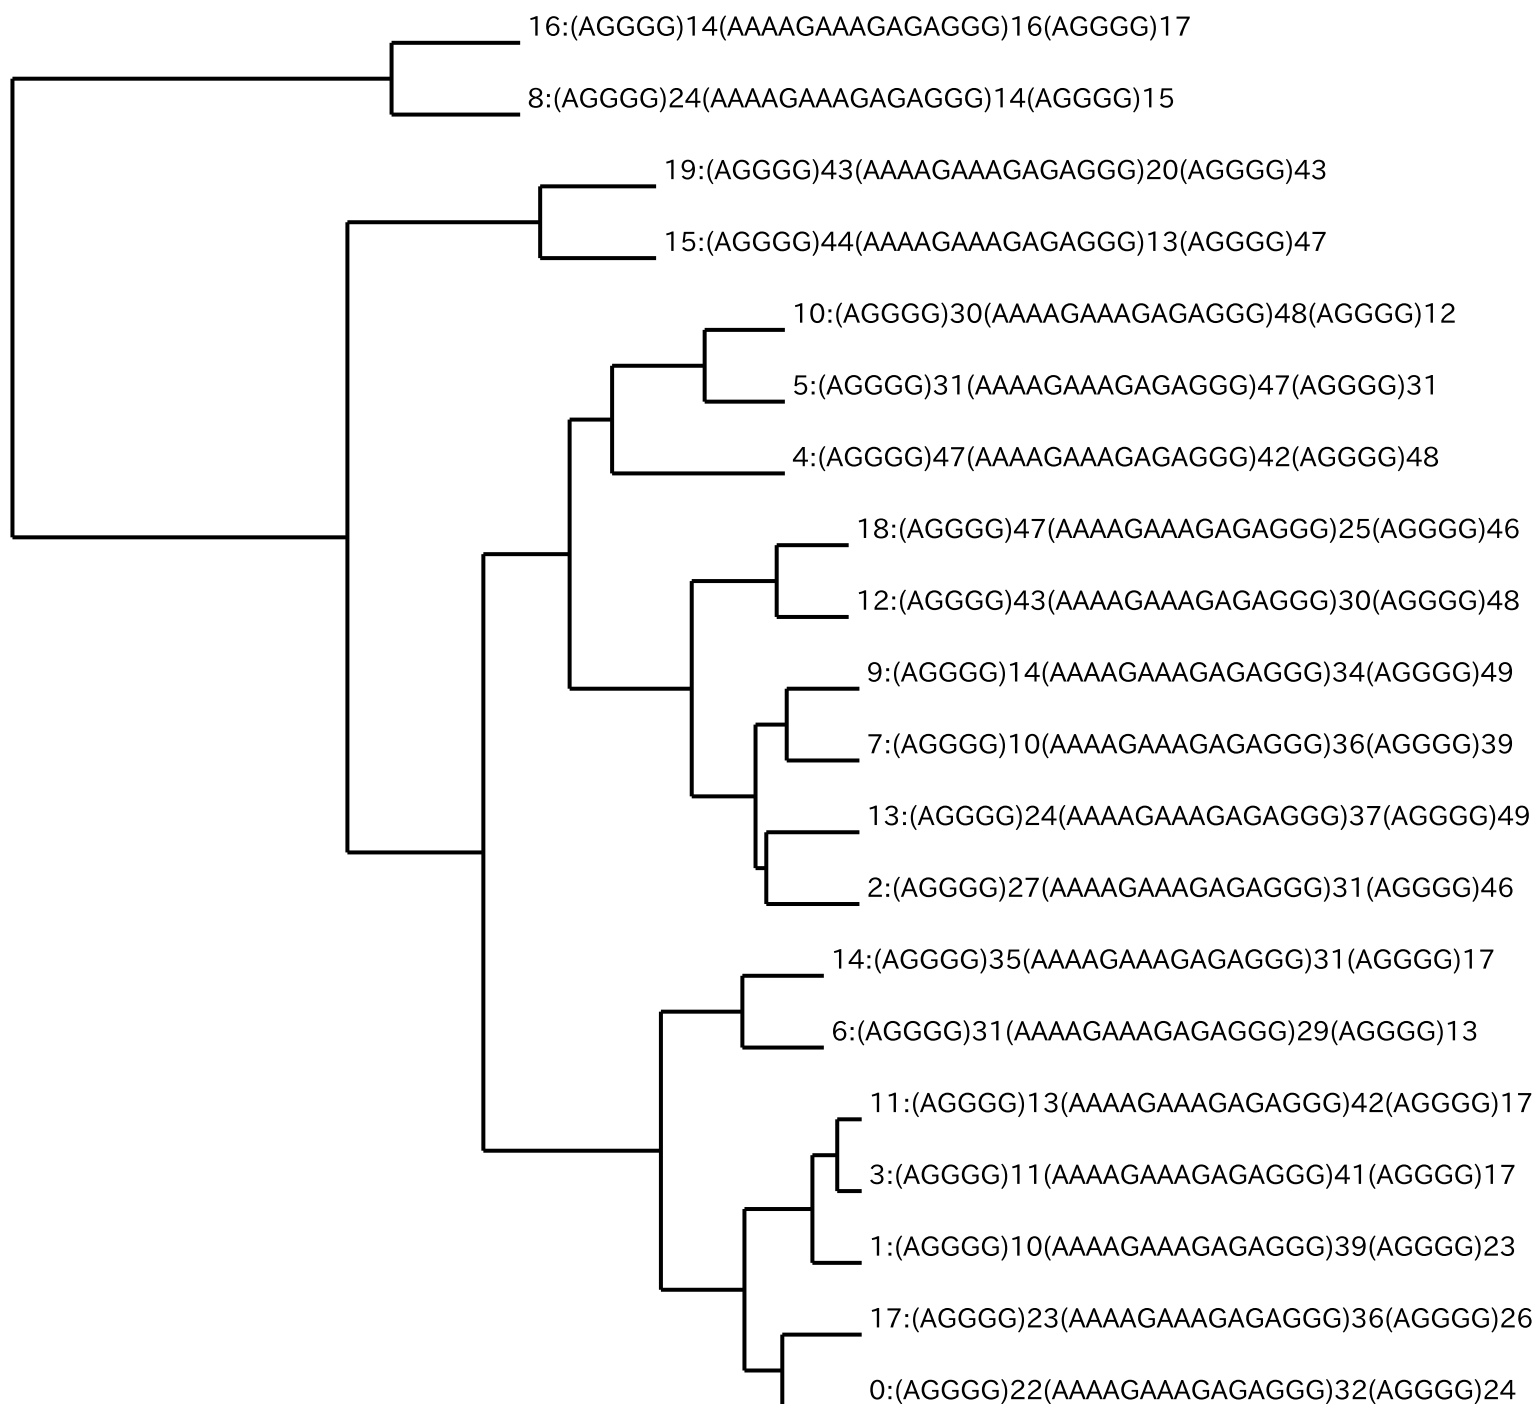 16:(AGGGG)14(AAAAGAAAGAGAGGG)16(AGGGG)17
8:(AGGGG)24(AAAAGAAAGAGAGGG)14(AGGGG)15
19:(AGGGG)43(AAAAGAAAGAGAGGG)20(AGGGG)43
15:(AGGGG)44(AAAAGAAAGAGAGGG)13(AGGGG)47
10:(AGGGG)30(AAAAGAAAGAGAGGG)48(AGGGG)12
5:(AGGGG)31(AAAAGAAAGAGAGGG)47(AGGGG)31
4:(AGGGG)47(AAAAGAAAGAGAGGG)42(AGGGG)48
18:(AGGGG)47(AAAAGAAAGAGAGGG)25(AGGGG)46
12:(AGGGG)43(AAAAGAAAGAGAGGG)30(AGGGG)48
9:(AGGGG)14(AAAAGAAAGAGAGGG)34(AGGGG)49
7:(AGGGG)10(AAAAGAAAGAGAGGG)36(AGGGG)39
13:(AGGGG)24(AAAAGAAAGAGAGGG)37(AGGGG)49
2:(AGGGG)27(AAAAGAAAGAGAGGG)31(AGGGG)46
14:(AGGGG)35(AAAAGAAAGAGAGGG)31(AGGGG)17
6:(AGGGG)31(AAAAGAAAGAGAGGG)29(AGGGG)13
11:(AGGGG)13(AAAAGAAAGAGAGGG)42(AGGGG)17
3:(AGGGG)11(AAAAGAAAGAGAGGG)41(AGGGG)17
1:(AGGGG)10(AAAAGAAAGAGAGGG)39(AGGGG)23
17:(AGGGG)23(AAAAGAAAGAGAGGG)36(AGGGG)26
0:(AGGGG)22(AAAAGAAAGAGAGGG)32(AGGGG)24